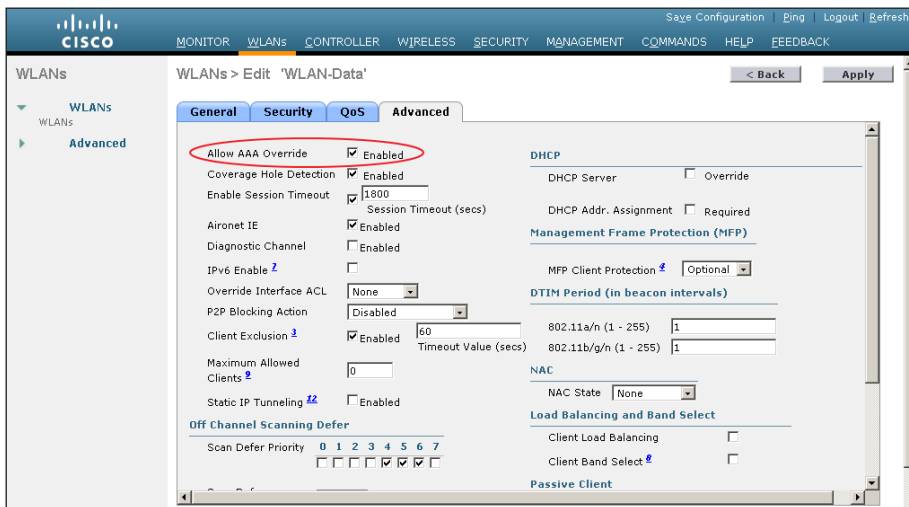 Save Configuration | Ping | Logout | Refresh
CISCO
MONITOR WLANs CONTROLLER WIRELESS SECURITY MANAGEMENT COMMANDS HELP FEEDBACK
WLANs
WLANs
WLANs
Advanced
WLANs > Edit 'WLAN-Data'
< Back
Apply
General Security QoS Advanced
Allow AAA Override Enabled
Coverage Hole Detection Enabled
Enable Session Timeout 1800
Session Timeout (secs)
Aironet IE Enabled
Diagnostic Channel Enabled
IPv6 Enable 7
Override Interface ACL None
P2P Blocking Action Disabled
Client Exclusion 3 Enabled 60
Timeout Value (secs)
Maximum Allowed
Clients 9 0
Static IP Tunneling 12 Enabled
Off Channel Scanning Defer
Scan Defer Priority 0 1 2 3 4 5 6 7
DHCP
DHCP Server Override
DHCP Addr. Assignment Required
Management Frame Protection (MFP)
MFP Client Protection 4 Optional
DTIM Period (in beacon intervals)
802.11a/n (1 - 255) 1
802.11b/g/n (1 - 255) 1
NAC
NAC State None
Load Balancing and Band Select
Client Load Balancing
Client Band Select 8
Passive Client